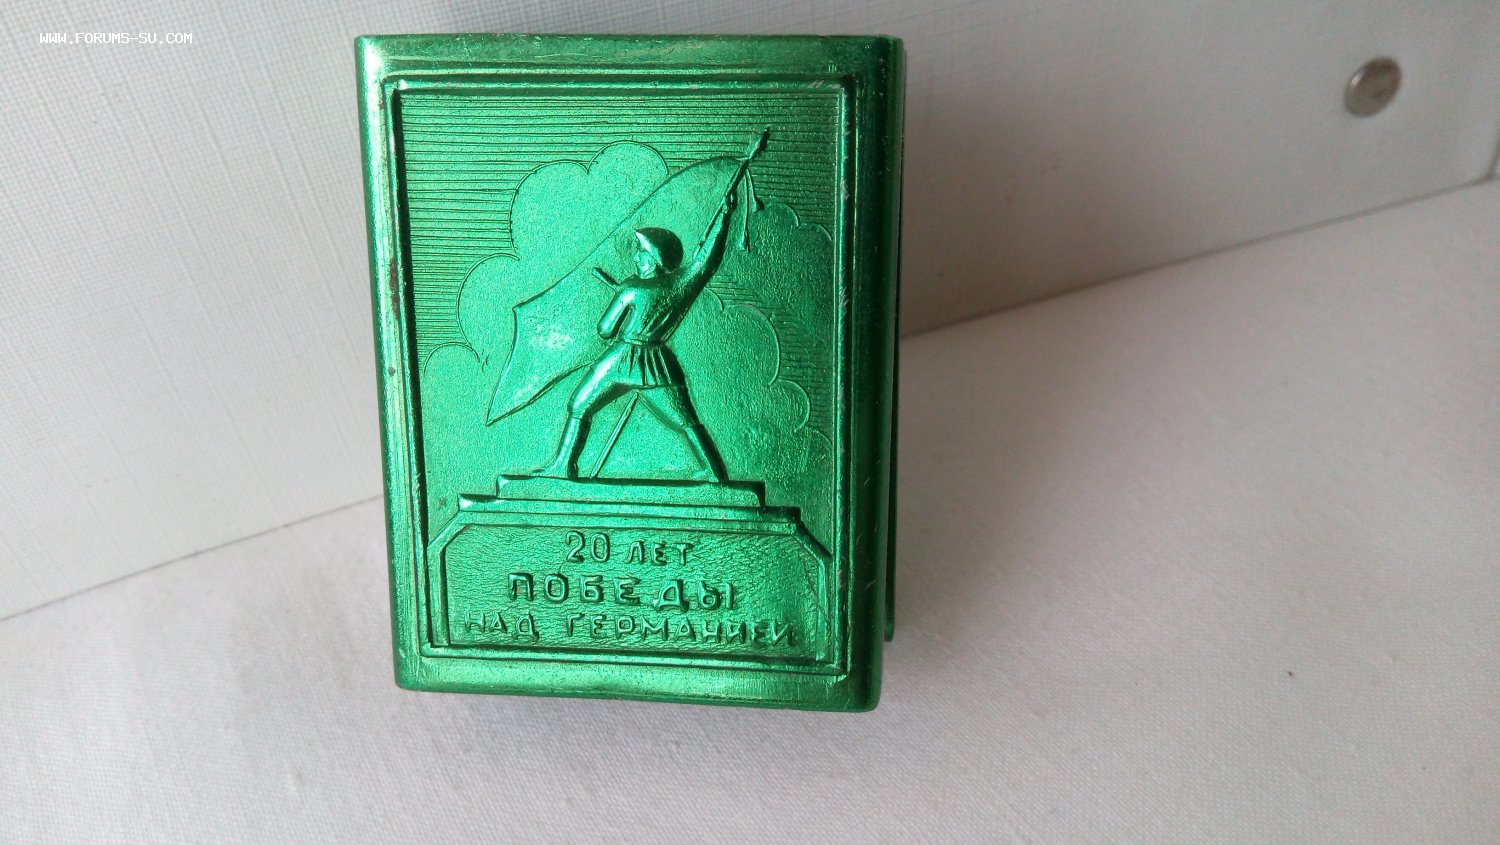 WWW.FORUMS-SU.COM
20 ЛЕТ
ПОБЕДЫ
НАД ГЕРМАНИЕЙ